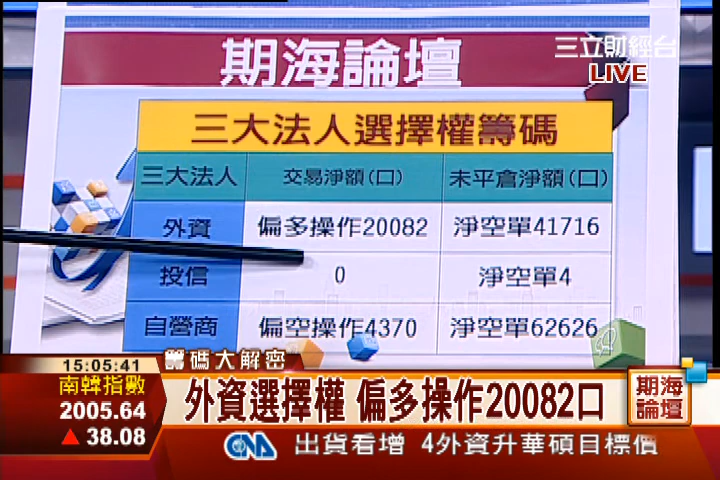 三立財經台
LIVE
期海論壇
三大法人選擇權籌碼
三大法人 交易淨額(口) 未平倉淨額(口)
外資 偏多操作20082 淨空單41716
投信 0 淨空單4
自營商 偏空操作4370 淨空單62626
15:05:41
籌碼大解密
南韓指數
2005.64
▲ 38.08
外資選擇權 偏多操作20082口
期海
論壇
CNA 出貨看增 4外資升華碩目標價